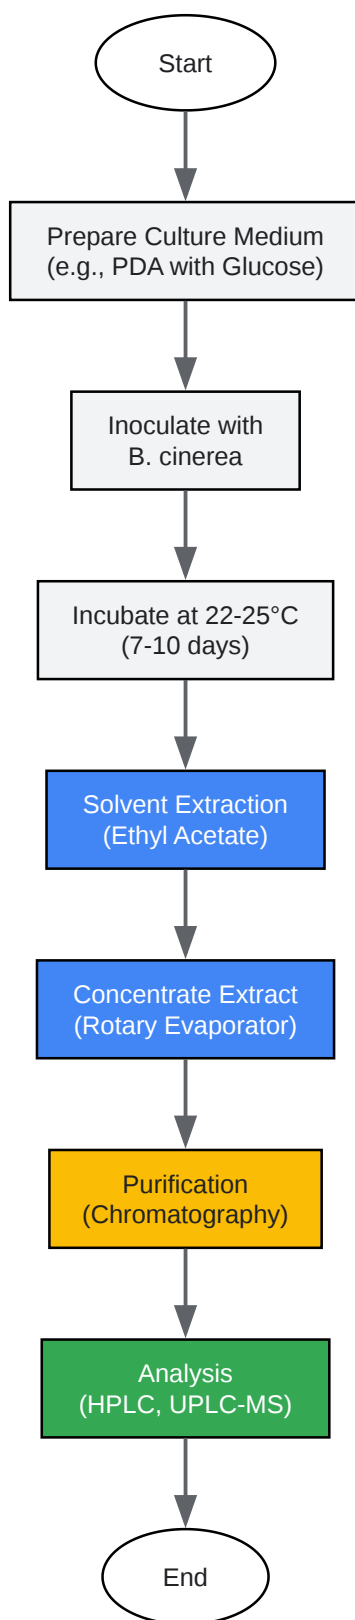 Start
Prepare Culture Medium
(e.g., PDA with Glucose)
Inoculate with
B. cinerea
Incubate at 22-25°C
(7-10 days)
Solvent Extraction
(Ethyl Acetate)
Concentrate Extract
(Rotary Evaporator)
Purification
(Chromatography)
Analysis
(HPLC, UPLC-MS)
End